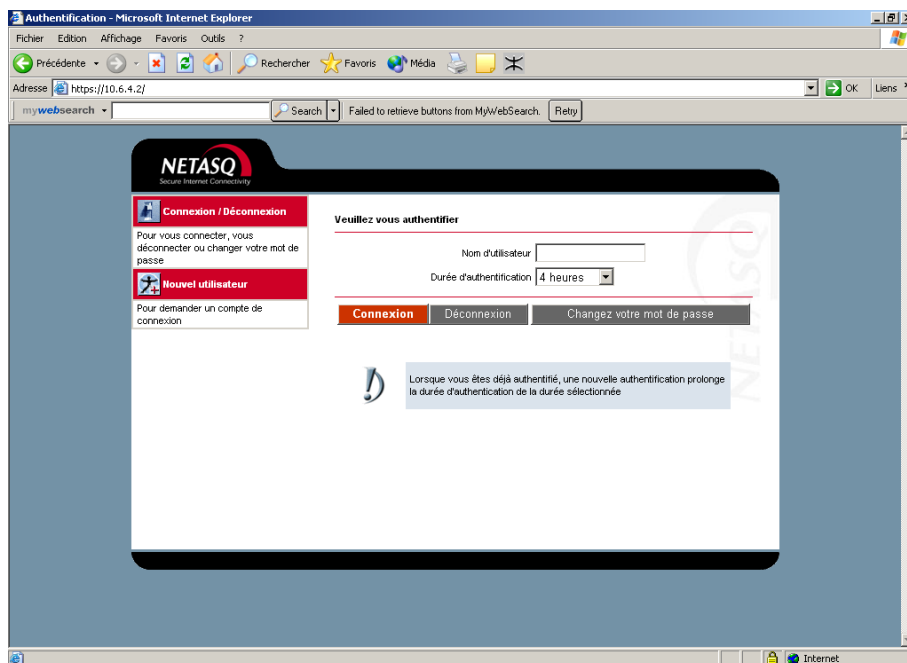 Authentification - Microsoft Internet Explorer
Fichier Edition Affichage Favoris Outils ?
Précédente Rechercher Favoris Média
Adresse https://10.6.4.2/ OK Liens
mywebsearch Search Failed to retrieve buttons from MyWebSearch. Retry
NETASQ
Secure Internet Connectivity
Connexion / Déconnexion
Pour vous connecter, vous
déconnecter ou changer votre mot de
passe
Nouvel utilisateur
Pour demander un compte de
connexion
Veuillez vous authentifier
Nom d'utilisateur
Durée d'authentification 4 heures
Connexion Déconnexion Changez votre mot de passe
Lorsque vous êtes déjà authentifié, une nouvelle authentification prolonge
la durée d'authentication de la durée sélectionnée
NETASQ
Internet